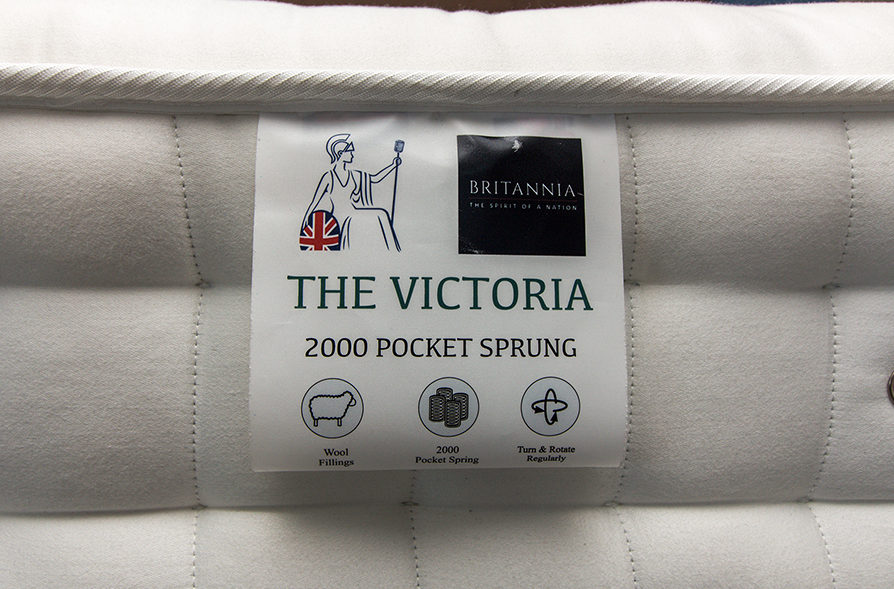 BRITANNIA
THE SPIRIT OF A NATION
THE VICTORIA
2000 POCKET SPRUNG
Wool
Fillings
2000
Pocket Spring
Turn & Rotate
Regularly